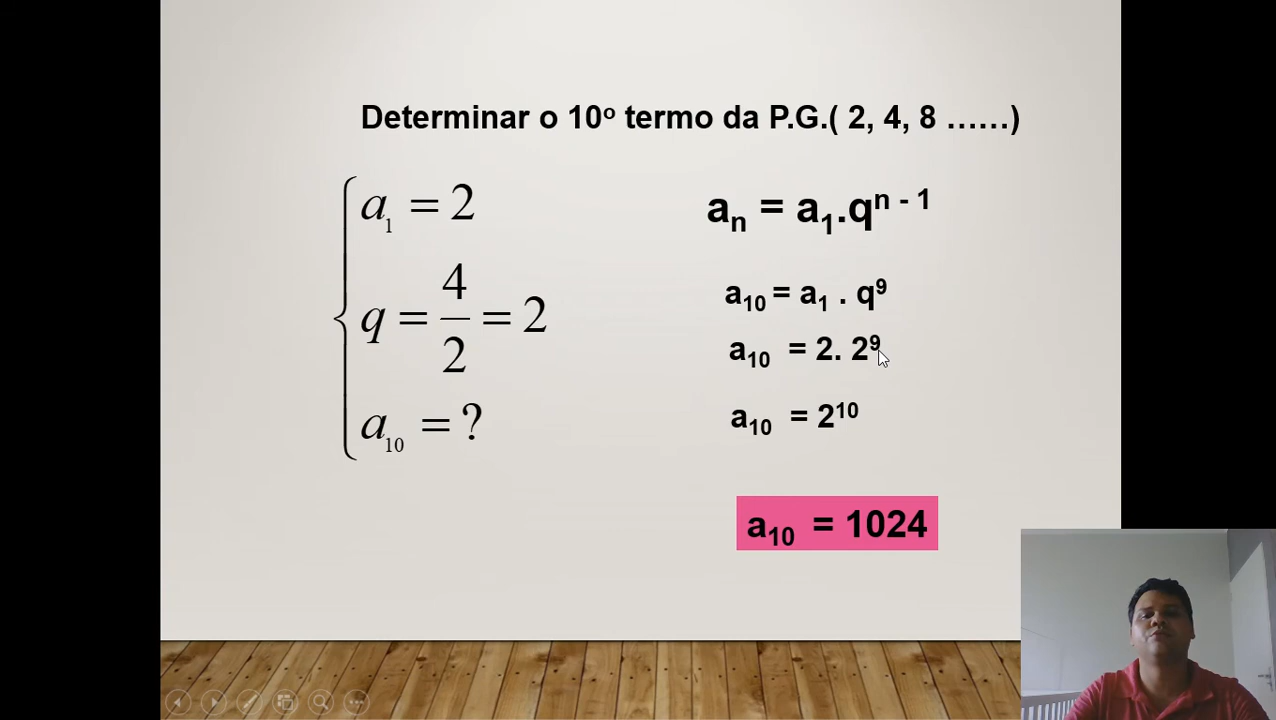 Determinar o 10º termo da P.G.( 2, 4, 8 ……)
a₁ = 2
q = 4/2 = 2
a₁₀ = ?
aₙ = a₁.qⁿ ⁻ ¹
a₁₀ = a₁ . q⁹
a₁₀ = 2. 2⁹
a₁₀ = 2¹⁰
a₁₀ = 1024